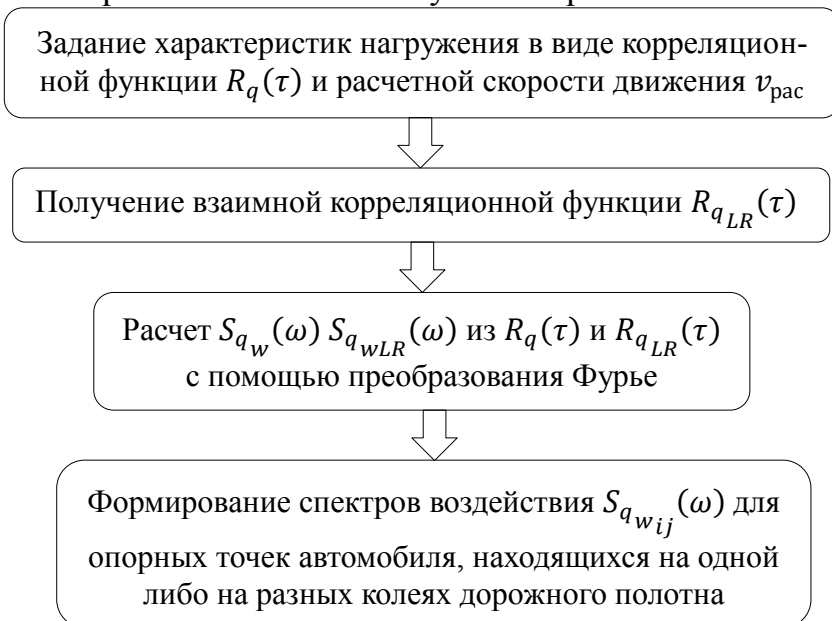 Задание характеристик нагружения в виде корреляцион-
ной функции R_q(τ) и расчетной скорости движения v_рас
Получение взаимной корреляционной функции R_{q_{LR}}(τ)
Расчет S_{q_w}(ω) S_{q_{wLR}}(ω) из R_q(τ) и R_{q_{LR}}(τ)
с помощью преобразования Фурье
Формирование спектров воздействия S_{q_{w_{ij}}}(ω) для
опорных точек автомобиля, находящихся на одной
либо на разных колеях дорожного полотна